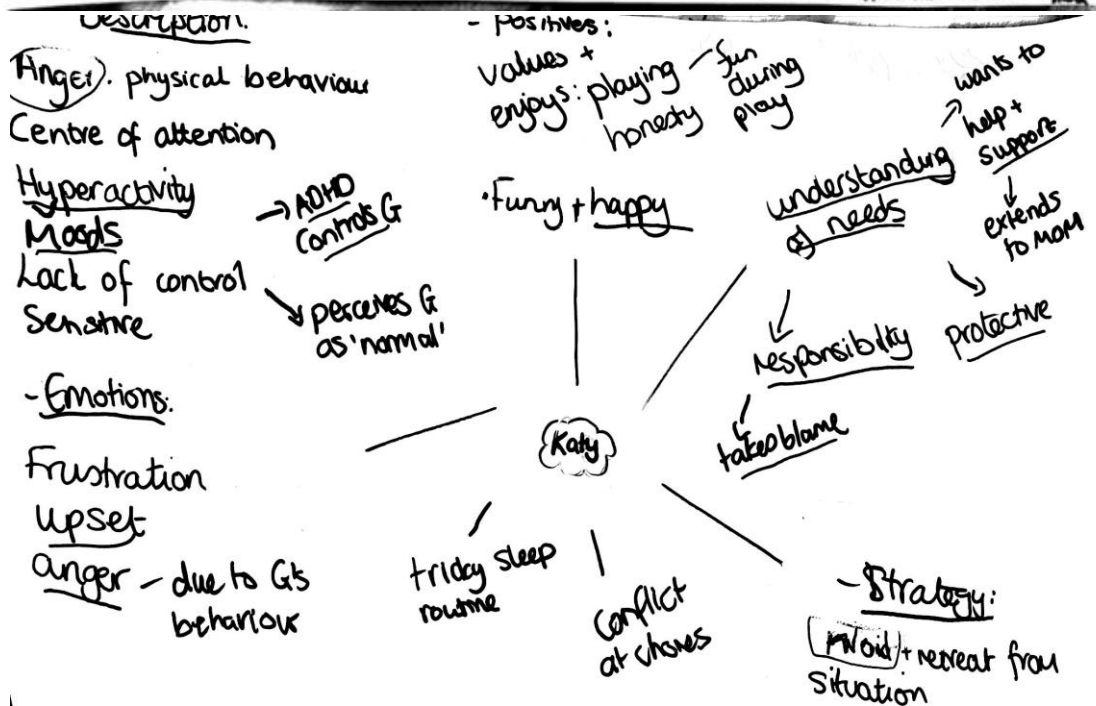 Description:
Anger. physical behaviour
Centre of attention
Hyperactivity
Moods
Lack of control
Sensitive
→ ADHD
controls G
perceives G
as 'normal'
- Emotions:
Frustration
upset
anger – due to G's
behaviour
- Positives:
values +
enjoys: playing – fun
during
play
honesty
· Funny + happy
understanding
of needs
wants to
help +
support
extends
to MOM
protective
responsibility
takes blame
Katy
tricky sleep
routine
conflict
at chores
- Strategy:
Avoid + retreat from
situation